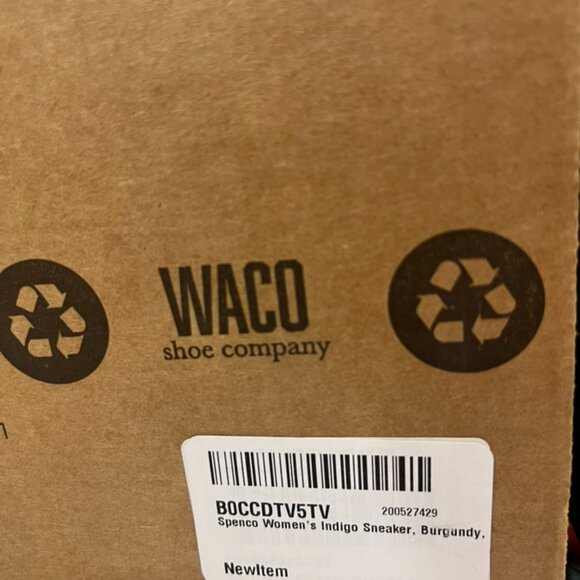 WACO
shoe company
B0CCDTV5TV 200527429
Spenco Women's Indigo Sneaker, Burgundy,
NewItem